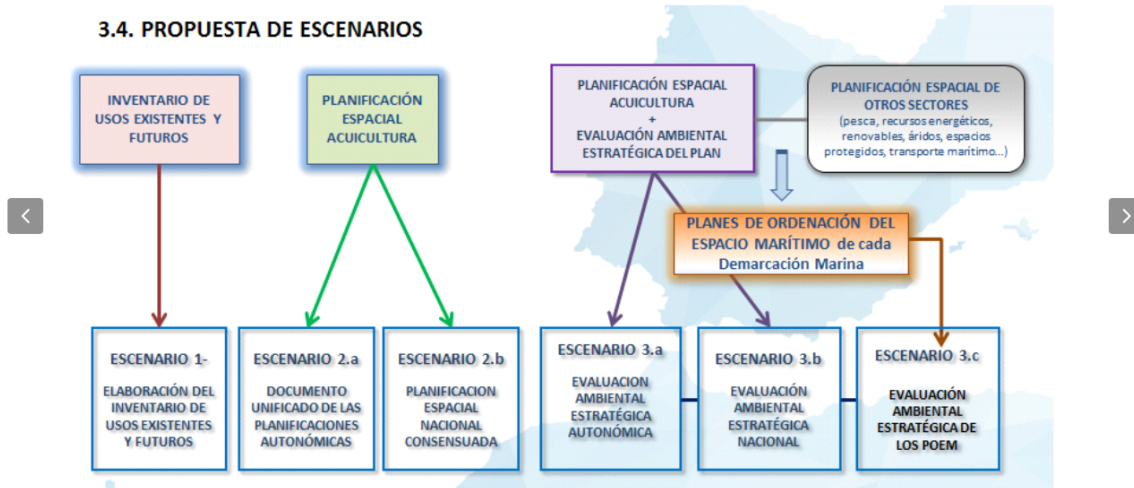 3.4. PROPUESTA DE ESCENARIOS
INVENTARIO DE
USOS EXISTENTES Y
FUTUROS
PLANIFICACIÓN
ESPACIAL
ACUICULTURA
PLANIFICACIÓN ESPACIAL
ACUICULTURA
+
EVALUACIÓN AMBIENTAL
ESTRATÉGICA DEL PLAN
PLANIFICACIÓN ESPACIAL DE
OTROS SECTORES
(pesca, recursos energéticos,
renovables, áridos, espacios
protegidos, transporte marítimo...)
PLANES DE ORDENACIÓN DEL
ESPACIO MARÍTIMO de cada
Demarcación Marina
ESCENARIO 1-
ELABORACIÓN DEL
INVENTARIO DE
USOS EXISTENTES
Y FUTUROS
ESCENARIO 2.a
DOCUMENTO
UNIFICADO DE LAS
PLANIFICACIONES
AUTONÓMICAS
ESCENARIO 2.b
PLANIFICACION
ESPACIAL
NACIONAL
CONSENSUADA
ESCENARIO 3.a
EVALUACION
AMBIENTAL
ESTRATÉGICA
AUTONÓMICA
ESCENARIO 3.b
EVALUACIÓN
AMBIENTAL
ESTRATÉGICA
NACIONAL
ESCENARIO 3.c
EVALUACIÓN
AMBIENTAL
ESTRATÉGICA DE
LOS POEM